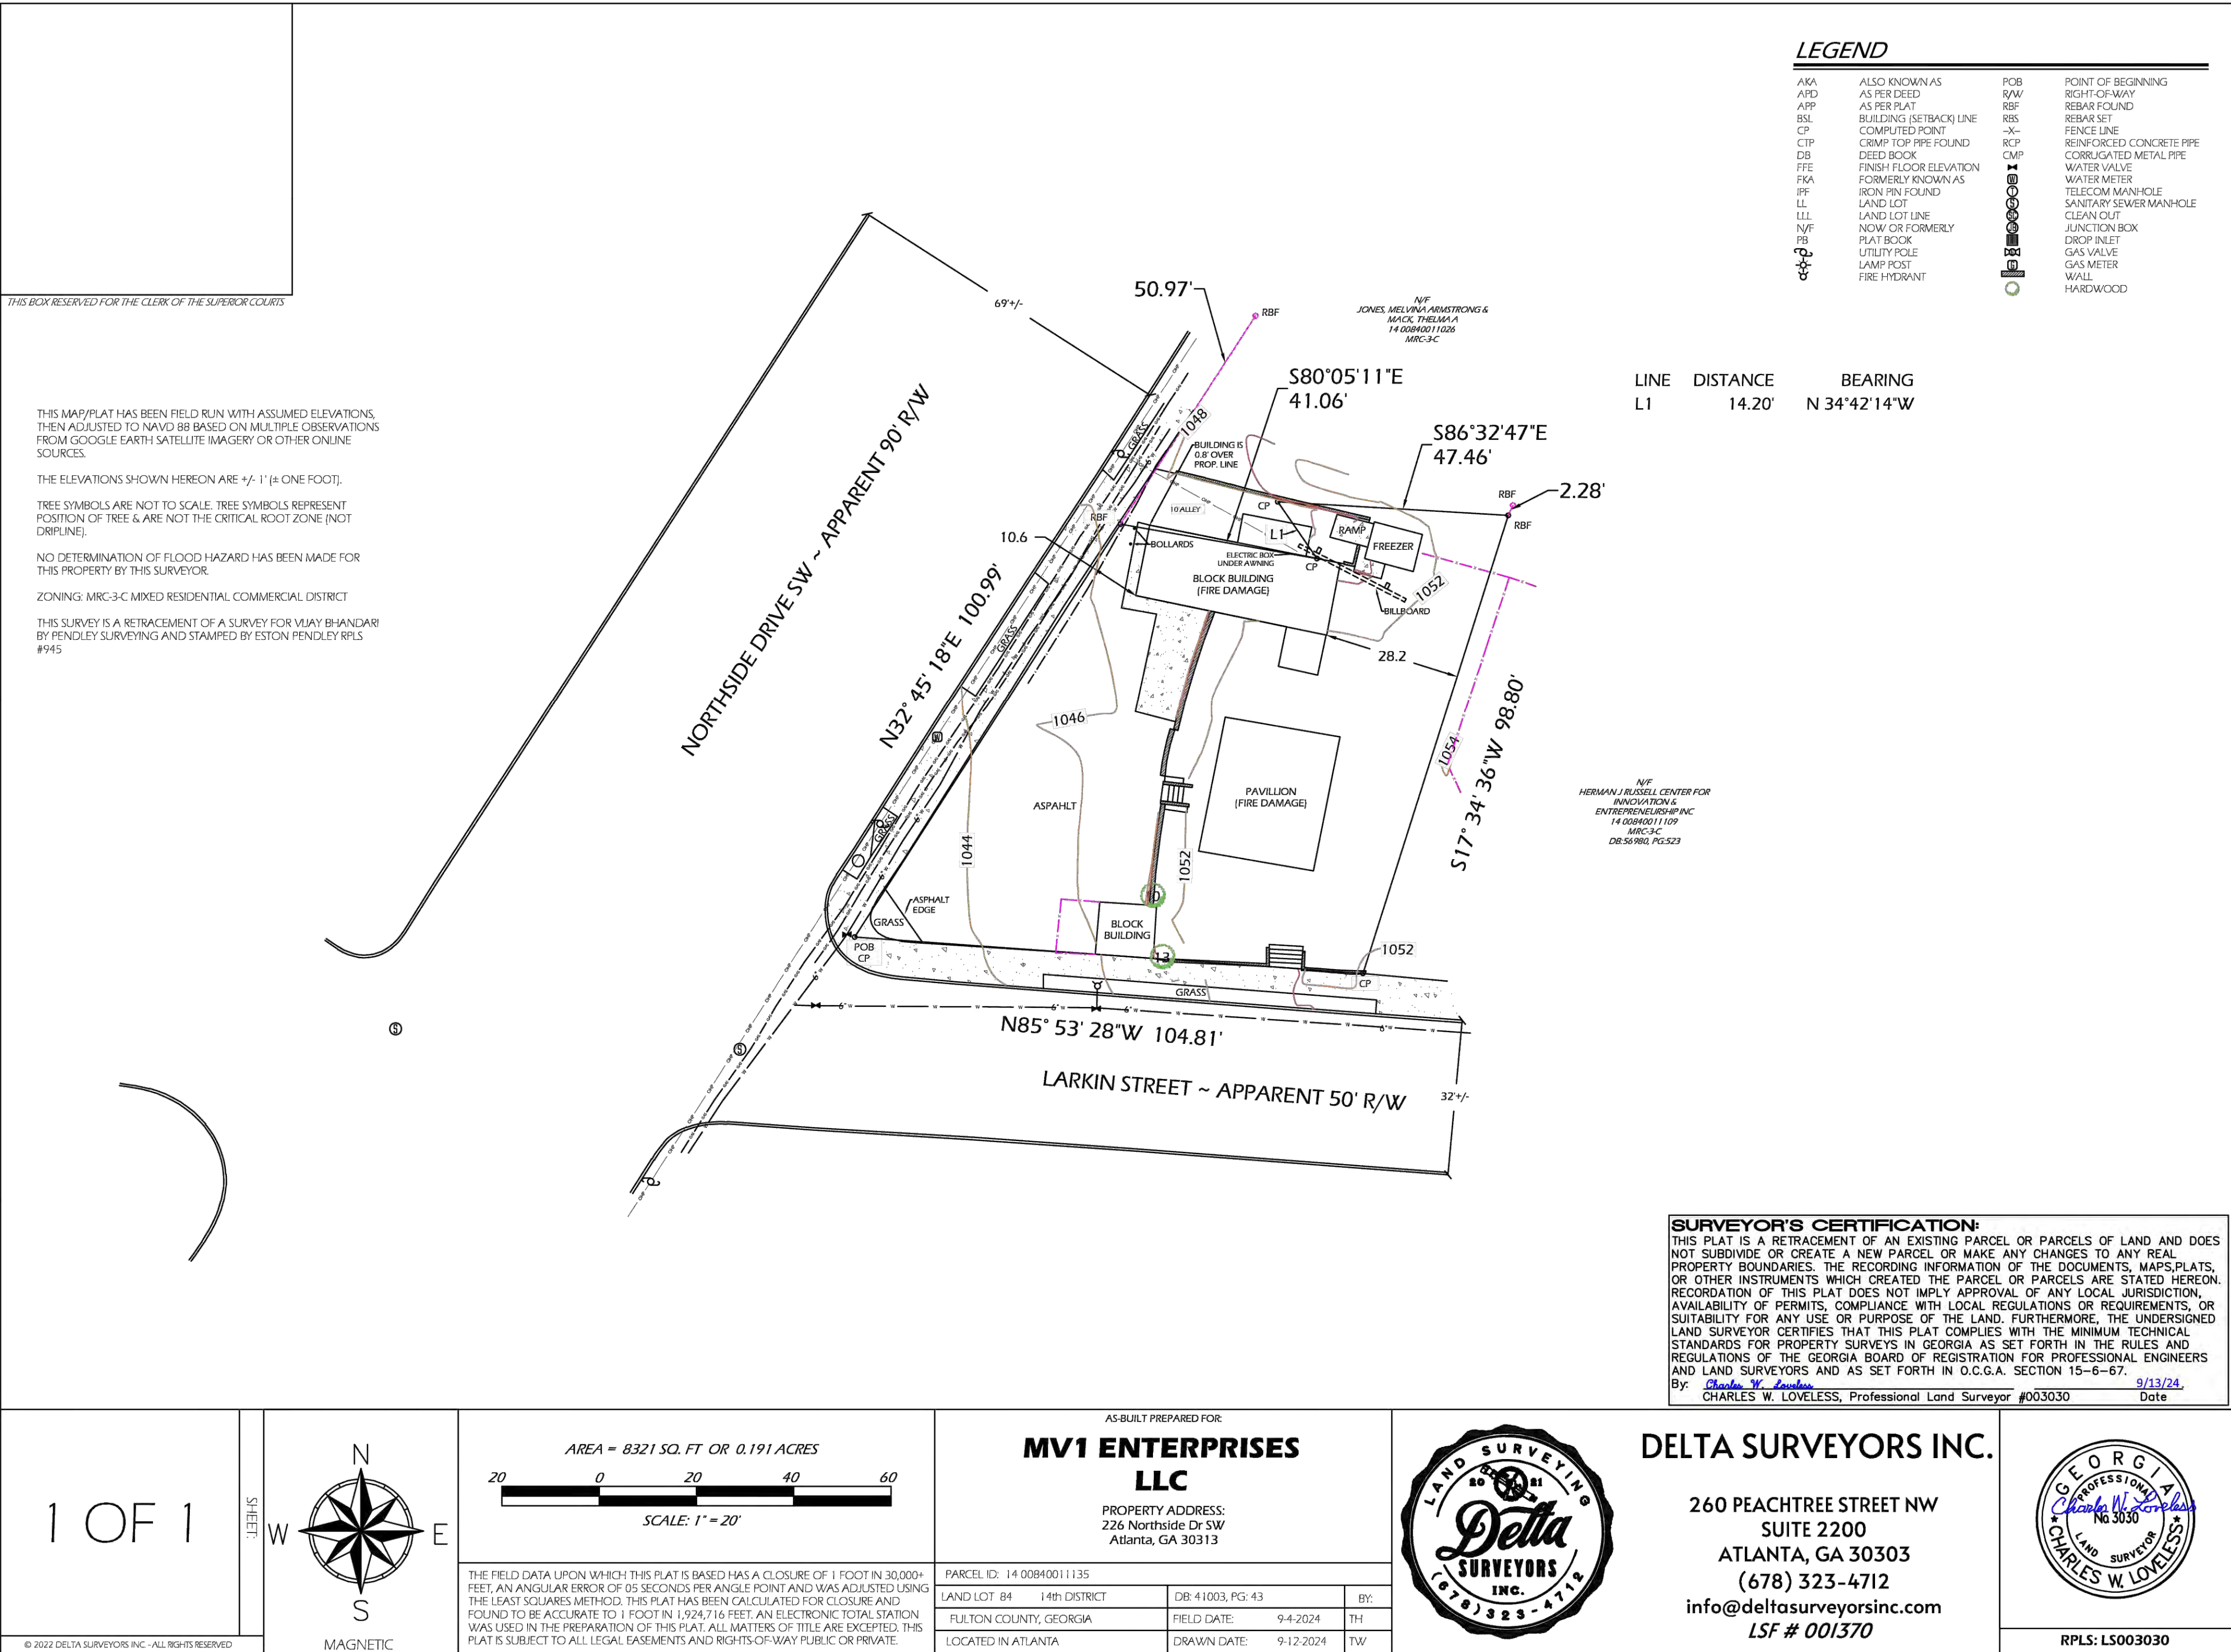 THIS BOX RESERVED FOR THE CLERK OF THE SUPERIOR COURTS
LEGEND
AKA ALSO KNOWN AS POB POINT OF BEGINNING
APD AS PER DEED R/W RIGHT-OF-WAY
APP AS PER PLAT RBF REBAR FOUND
BSL BUILDING (SETBACK) LINE RBS REBAR SET
CP COMPUTED POINT -X- FENCE LINE
CTP CRIMP TOP PIPE FOUND RCP REINFORCED CONCRETE PIPE
DB DEED BOOK CMP CORRUGATED METAL PIPE
FFE FINISH FLOOR ELEVATION WATER VALVE
FKA FORMERLY KNOWN AS W WATER METER
IPF IRON PIN FOUND T TELECOM MANHOLE
LL LAND LOT S SANITARY SEWER MANHOLE
LLL LAND LOT LINE CLEAN OUT
N/F NOW OR FORMERLY JB JUNCTION BOX
PB PLAT BOOK DROP INLET
UTILITY POLE GAS VALVE
LAMP POST G GAS METER
FIRE HYDRANT WALL
HARDWOOD
LINE DISTANCE BEARING
L1 14.20' N 34°42'14"W
THIS MAP/PLAT HAS BEEN FIELD RUN WITH ASSUMED ELEVATIONS,
THEN ADJUSTED TO NAVD 88 BASED ON MULTIPLE OBSERVATIONS
FROM GOOGLE EARTH SATELLITE IMAGERY OR OTHER ONLINE
SOURCES.
THE ELEVATIONS SHOWN HEREON ARE +/- 1' (± ONE FOOT).
TREE SYMBOLS ARE NOT TO SCALE. TREE SYMBOLS REPRESENT
POSITION OF TREE & ARE NOT THE CRITICAL ROOT ZONE (NOT
DRIPLINE).
NO DETERMINATION OF FLOOD HAZARD HAS BEEN MADE FOR
THIS PROPERTY BY THIS SURVEYOR.
ZONING: MRC-3-C MIXED RESIDENTIAL COMMERCIAL DISTRICT
THIS SURVEY IS A RETRACEMENT OF A SURVEY FOR VIJAY BHANDARI
BY PENDLEY SURVEYING AND STAMPED BY ESTON PENDLEY RPLS
#945
69'+/-
50.97'
RBF
N/F
JONES, MELVINA ARMSTRONG &
MACK, THELMA A
14 00840011026
MRC-3-C
S80°05'11"E
41.06'
S86°32'47"E
47.46'
RBF
2.28'
RBF
NORTHSIDE DRIVE SW ~ APPARENT 90' R/W
N32° 45' 18"E 100.99'
GRASS
1048
BUILDING IS
0.8' OVER
PROP. LINE
10 ALLEY
CP
RBF
10.6
BOLLARDS
L1
RAMP
FREEZER
ELECTRIC BOX
UNDER AWNING
CP
BLOCK BUILDING
(FIRE DAMAGE)
1052
BILLBOARD
28.2
GRASS
1046
1054
S17° 34' 36"W 98.80'
W
ASPAHLT
PAVILLION
(FIRE DAMAGE)
N/F
HERMAN J RUSSELL CENTER FOR
INNOVATION &
ENTREPRENEURSHIP INC
14 00840011109
MRC-3-C
DB:56980, PG:523
GRASS
1044
1052
ASPHALT
EDGE
GRASS
10
BLOCK
BUILDING
13
POB
CP
1052
CP
GRASS
S
S
N85° 53' 28"W 104.81'
LARKIN STREET ~ APPARENT 50' R/W
32'+/-
SURVEYOR'S CERTIFICATION:
THIS PLAT IS A RETRACEMENT OF AN EXISTING PARCEL OR PARCELS OF LAND AND DOES
NOT SUBDIVIDE OR CREATE A NEW PARCEL OR MAKE ANY CHANGES TO ANY REAL
PROPERTY BOUNDARIES. THE RECORDING INFORMATION OF THE DOCUMENTS, MAPS,PLATS,
OR OTHER INSTRUMENTS WHICH CREATED THE PARCEL OR PARCELS ARE STATED HEREON.
RECORDATION OF THIS PLAT DOES NOT IMPLY APPROVAL OF ANY LOCAL JURISDICTION,
AVAILABILITY OF PERMITS, COMPLIANCE WITH LOCAL REGULATIONS OR REQUIREMENTS, OR
SUITABILITY FOR ANY USE OR PURPOSE OF THE LAND. FURTHERMORE, THE UNDERSIGNED
LAND SURVEYOR CERTIFIES THAT THIS PLAT COMPLIES WITH THE MINIMUM TECHNICAL
STANDARDS FOR PROPERTY SURVEYS IN GEORGIA AS SET FORTH IN THE RULES AND
REGULATIONS OF THE GEORGIA BOARD OF REGISTRATION FOR PROFESSIONAL ENGINEERS
AND LAND SURVEYORS AND AS SET FORTH IN O.C.G.A. SECTION 15-6-67.
By: Charles W. Loveless 9/13/24
CHARLES W. LOVELESS, Professional Land Surveyor #003030 Date
1 OF 1
SHEET:
© 2022 DELTA SURVEYORS INC - ALL RIGHTS RESERVED
N
W E
S
MAGNETIC
AREA = 8321 SQ. FT OR 0.191 ACRES
20 0 20 40 60
SCALE: 1" = 20'
THE FIELD DATA UPON WHICH THIS PLAT IS BASED HAS A CLOSURE OF 1 FOOT IN 30,000+
FEET, AN ANGULAR ERROR OF 05 SECONDS PER ANGLE POINT AND WAS ADJUSTED USING
THE LEAST SQUARES METHOD. THIS PLAT HAS BEEN CALCULATED FOR CLOSURE AND
FOUND TO BE ACCURATE TO 1 FOOT IN 1,924,716 FEET. AN ELECTRONIC TOTAL STATION
WAS USED IN THE PREPARATION OF THIS PLAT. ALL MATTERS OF TITLE ARE EXCEPTED. THIS
PLAT IS SUBJECT TO ALL LEGAL EASEMENTS AND RIGHTS-OF-WAY PUBLIC OR PRIVATE.
AS-BUILT PREPARED FOR:
MV1 ENTERPRISES
LLC
PROPERTY ADDRESS:
226 Northside Dr SW
Atlanta, GA 30313
PARCEL ID: 14 00840011135
LAND LOT 84 14th DISTRICT DB: 41003, PG: 43 BY:
FULTON COUNTY, GEORGIA FIELD DATE: 9-4-2024 TH
LOCATED IN ATLANTA DRAWN DATE: 9-12-2024 TW
LAND SURVEYING
20 21
Delta
SURVEYORS
INC.
(678)323-4712
DELTA SURVEYORS INC.
260 PEACHTREE STREET NW
SUITE 2200
ATLANTA, GA 30303
(678) 323-4712
info@deltasurveyorsinc.com
LSF # 001370
GEORGIA
PROFESSIONAL
Charles W. Loveless
No. 3030
LAND SURVEYOR
CHARLES W. LOVELESS
RPLS: LS003030